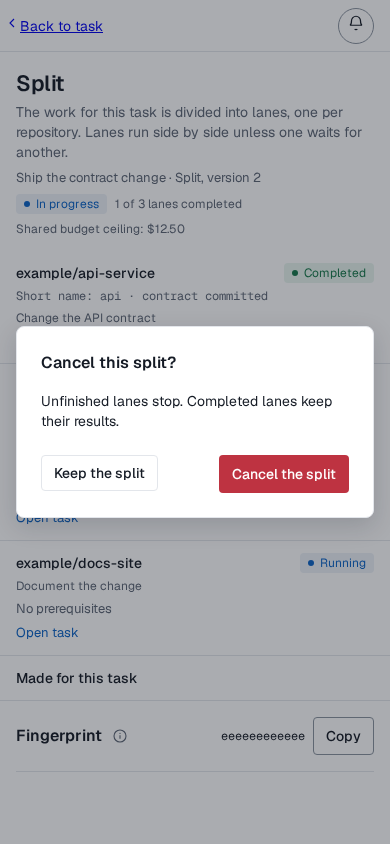 Back to task
Split
The work for this task is divided into lanes, one per
repository. Lanes run side by side unless one waits for
another.
Ship the contract change · Split, version 2
In progress 1 of 3 lanes completed
Shared budget ceiling: $12.50
example/api-service Completed
Short name: api · contract committed
Change the API contract
Cancel this split?
Unfinished lanes stop. Completed lanes keep
their results.
Keep the split Cancel the split
Open task
example/docs-site Running
Document the change
No prerequisites
Open task
Made for this task
Fingerprint eeeeeeeeeeee Copy